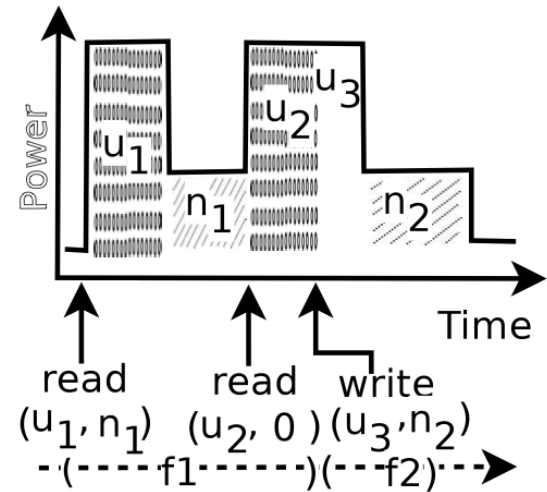 Power
u1
n1
u2
u3
n2
Time
read read write
(u1, n1) (u2, 0 ) (u3,n2)
( f1 )( f2)